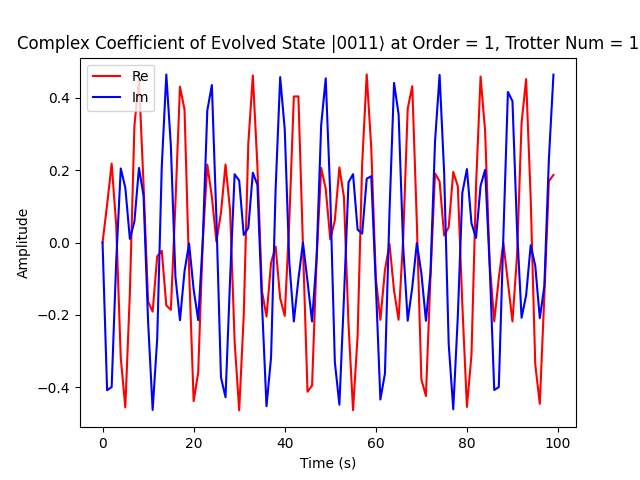 Complex Coefficient of Evolved State |0011⟩ at Order = 1, Trotter Num = 1
Re
Im
Amplitude
0.4
0.2
0.0
−0.2
−0.4
0
20
40
60
80
100
Time (s)